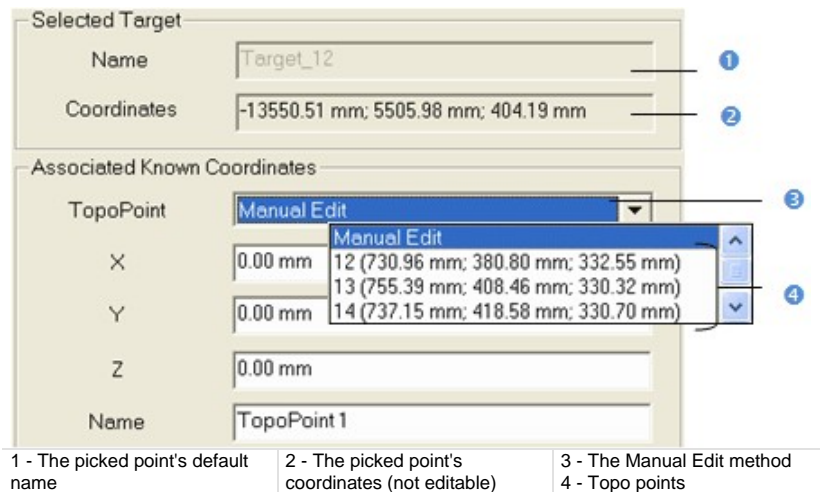 Selected Target
Name Target_12 1
Coordinates -13550.51 mm; 5505.98 mm; 404.19 mm 2
Associated Known Coordinates
TopoPoint Manual Edit 3
Manual Edit
X 0.00 mm 12 (730.96 mm; 380.80 mm; 332.55 mm)
13 (755.39 mm; 408.46 mm; 330.32 mm) 4
Y 0.00 mm 14 (737.15 mm; 418.58 mm; 330.70 mm)
Z 0.00 mm
Name TopoPoint1
1 - The picked point's default
name
2 - The picked point's
coordinates (not editable)
3 - The Manual Edit method
4 - Topo points